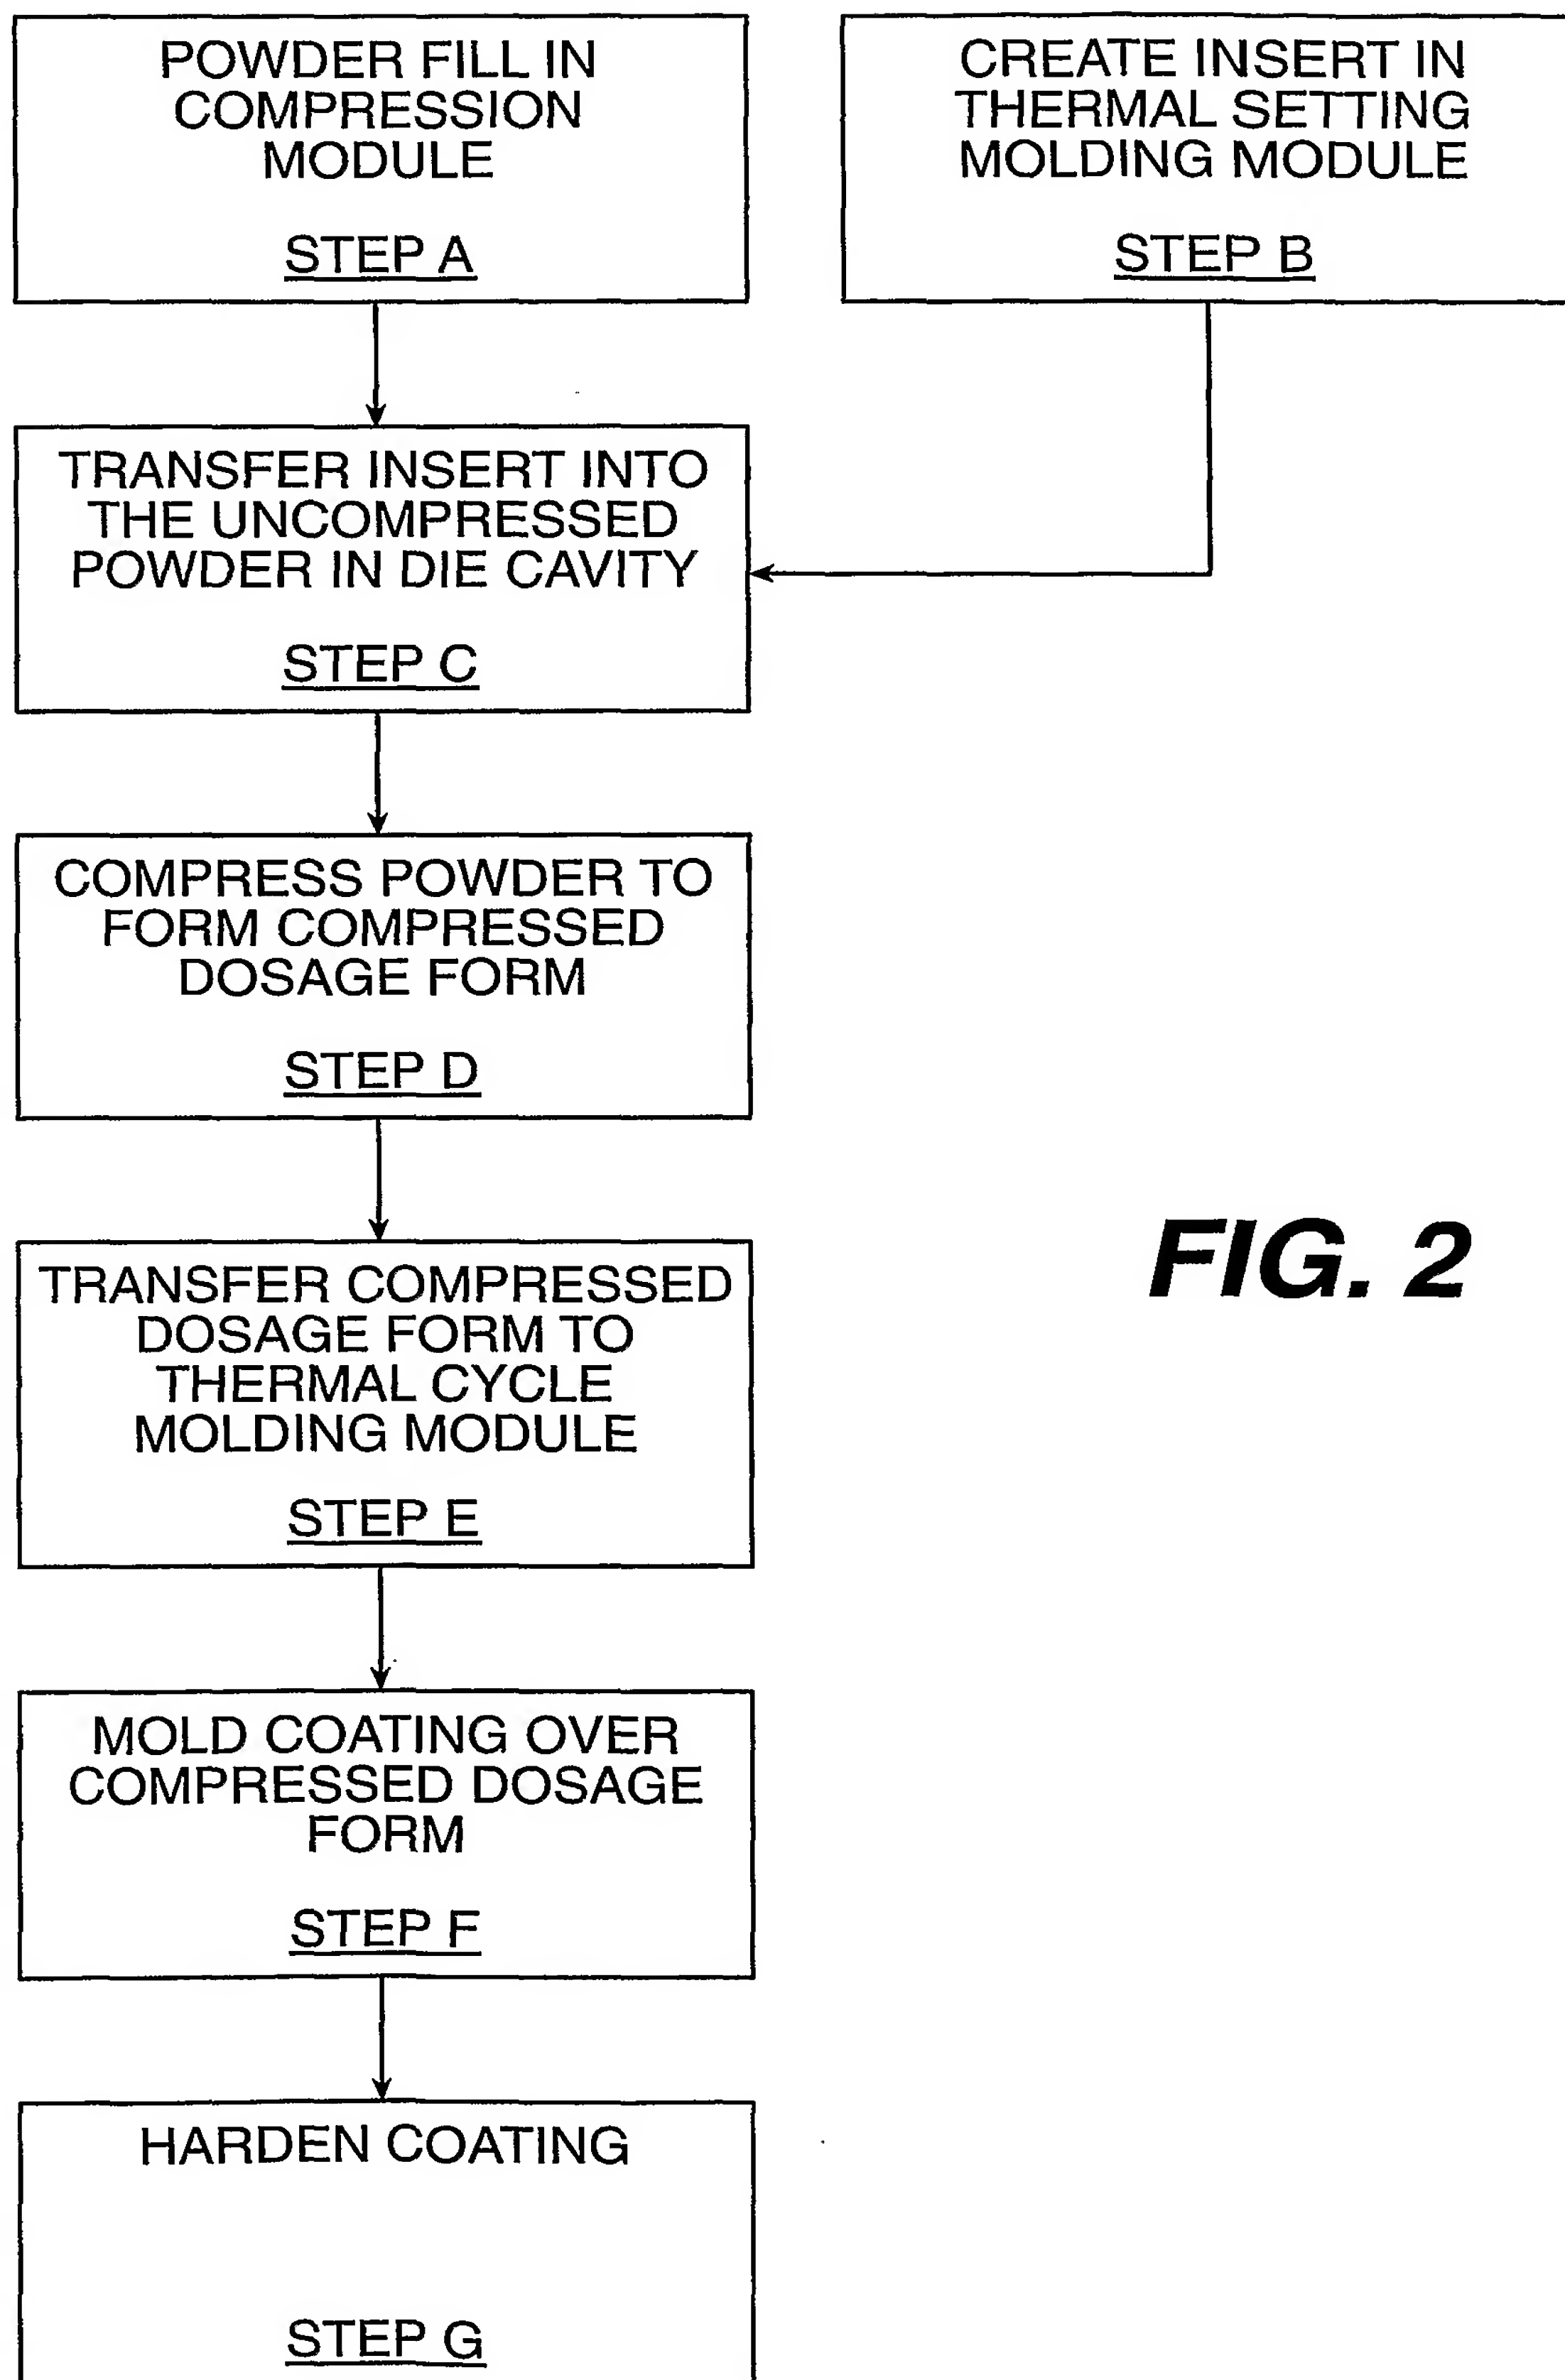 POWDER FILL IN
COMPRESSION
MODULE
STEP A
CREATE INSERT IN
THERMAL SETTING
MOLDING MODULE
STEP B
TRANSFER INSERT INTO
THE UNCOMPRESSED
POWDER IN DIE CAVITY
STEP C
COMPRESS POWDER TO
FORM COMPRESSED
DOSAGE FORM
STEP D
TRANSFER COMPRESSED
DOSAGE FORM TO
THERMAL CYCLE
MOLDING MODULE
STEP E
MOLD COATING OVER
COMPRESSED DOSAGE
FORM
STEP F
HARDEN COATING
STEP G
FIG. 2